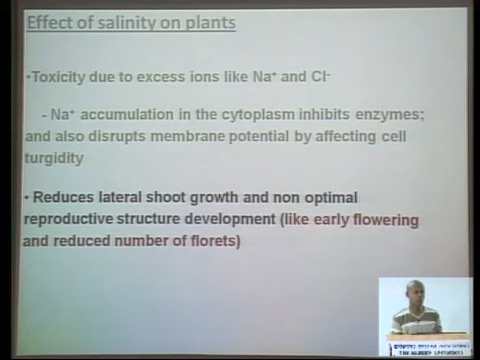 Effect of salinity on plants
•Toxicity due to excess ions like Na⁺ and Cl⁻
- Na⁺ accumulation in the cytoplasm inhibits enzymes;
and also disrupts membrane potential by affecting cell
turgidity
• Reduces lateral shoot growth and non optimal
reproductive structure development (like early flowering
and reduced number of florets)